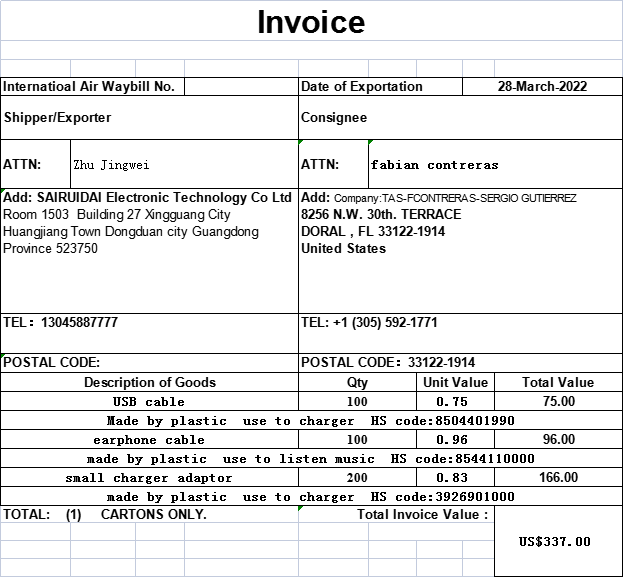 Invoice
Internatioal Air Waybill No. Date of Exportation 28-March-2022
Shipper/Exporter Consignee
ATTN: Zhu Jingwei ATTN: fabian contreras
Add: SAIRUIDAI Electronic Technology Co Ltd
Room 1503 Building 27 Xingguang City
Huangjiang Town Dongduan city Guangdong
Province 523750
Add: Company:TAS-FCONTRERAS-SERGIO GUTIERREZ
8256 N.W. 30th. TERRACE
DORAL , FL 33122-1914
United States
TEL：13045887777 TEL: +1 (305) 592-1771
POSTAL CODE: POSTAL CODE：33122-1914
Description of Goods Qty Unit Value Total Value
USB cable 100 0.75 75.00
Made by plastic use to charger HS code:8504401990
earphone cable 100 0.96 96.00
made by plastic use to listen music HS code:8544110000
small charger adaptor 200 0.83 166.00
made by plastic use to charger HS code:3926901000
TOTAL: (1) CARTONS ONLY. Total Invoice Value :
US$337.00